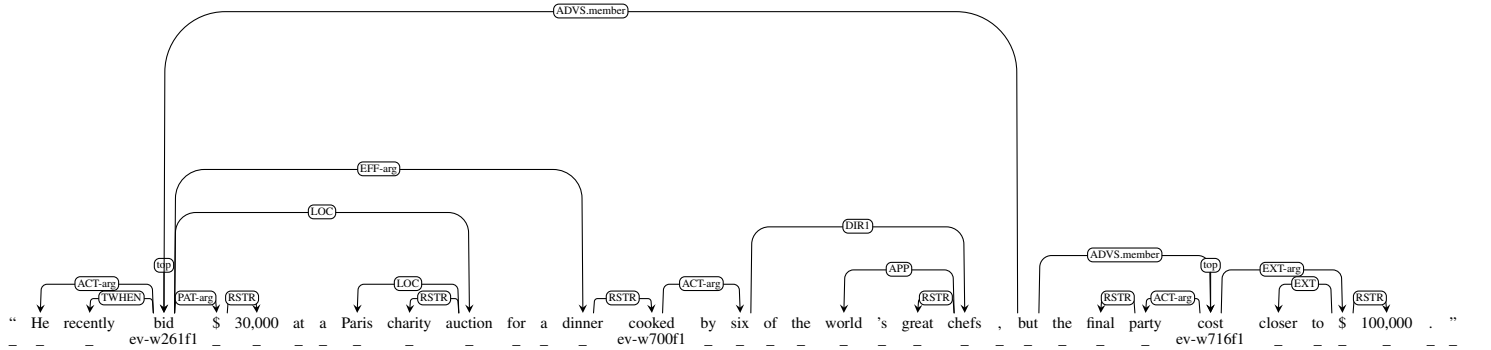 ADVS.member
EFF-arg
LOC
DIR1
ADVS.member
top top
ACT-arg LOC ACT-arg APP EXT-arg
TWHEN PAT-arg RSTR RSTR RSTR RSTR RSTR ACT-arg EXT RSTR
“ He recently bid $ 30,000 at a Paris charity auction for a dinner cooked by six of the world ’s great chefs , but the final party cost closer to $ 100,000 . ”
_ _ _ ev-w261f1 _ _ _ _ _ _ _ _ _ _ ev-w700f1 _ _ _ _ _ _ _ _ _ _ _ _ _ ev-w716f1 _ _ _ _ _ _